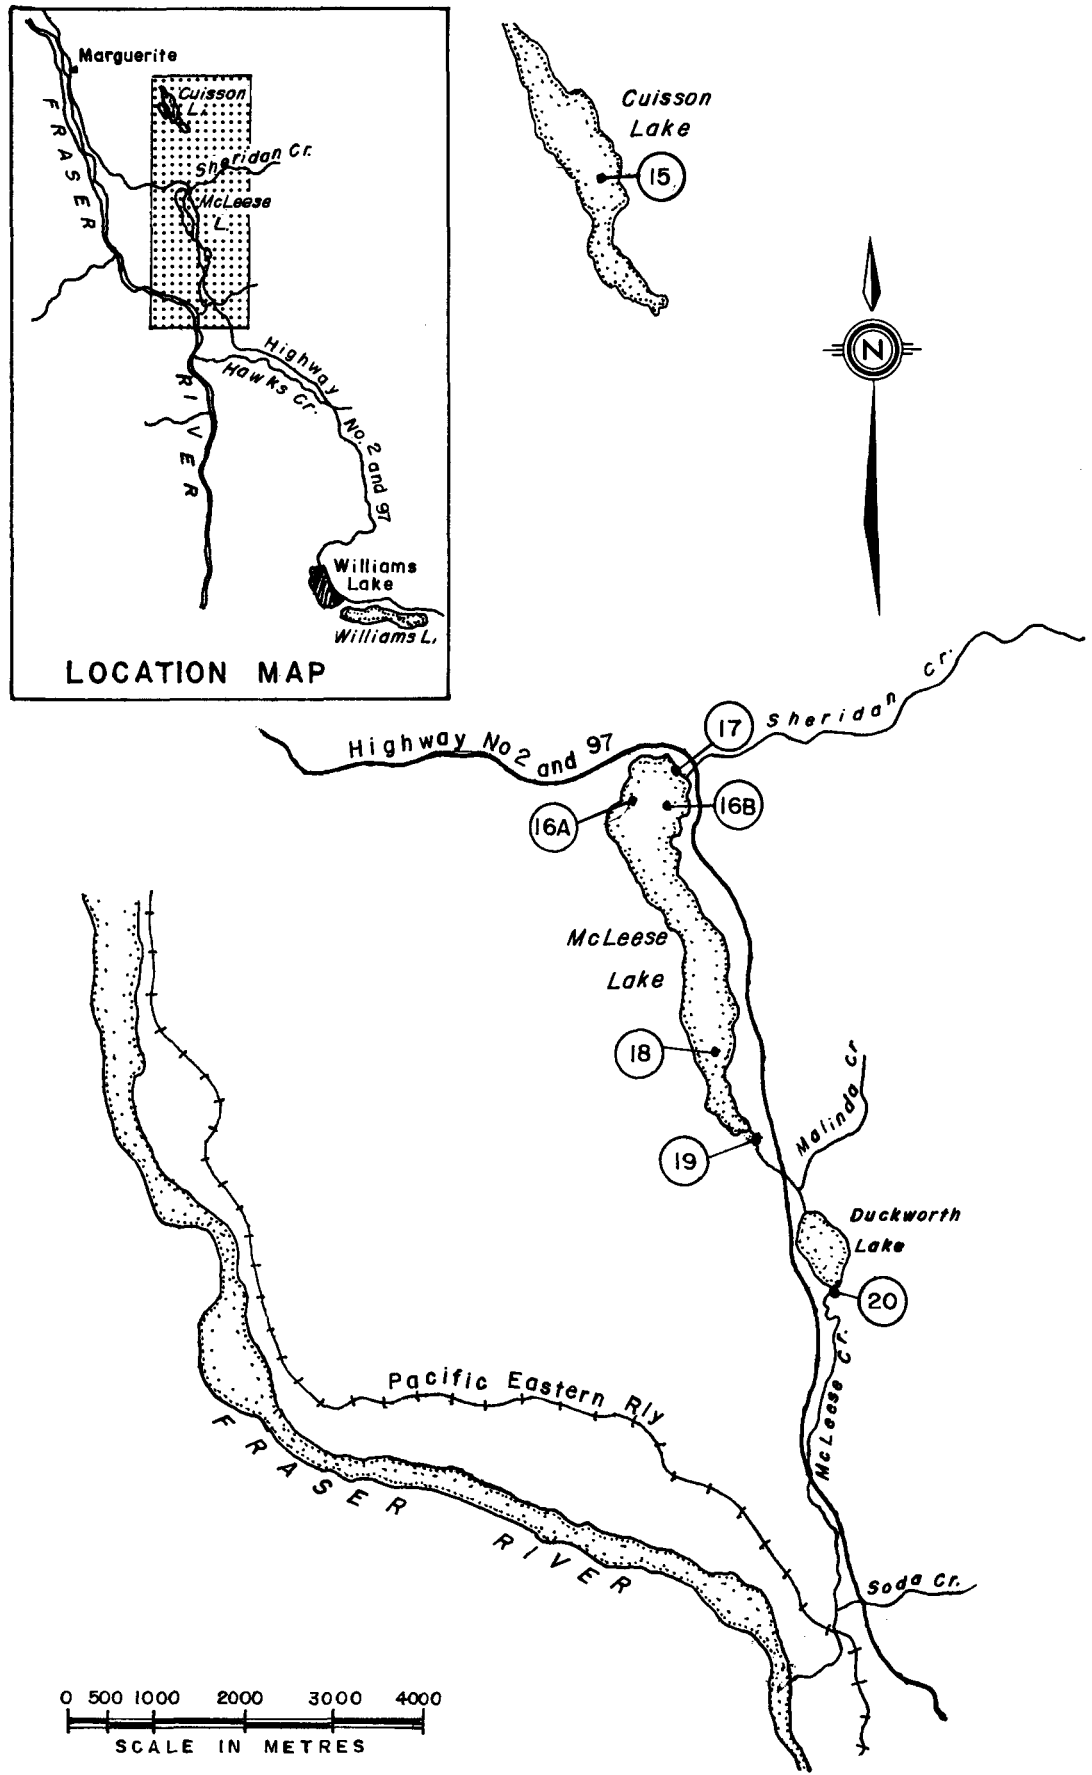 Marguerite
Cuisson
L.
FRASER
Sheridan Cr.
McLeese
L.
Highway
No. 2 and 97
Hawks Cr.
RIVER
Williams
Lake
Williams L.
LOCATION MAP
Cuisson
Lake
15
N
Sheridan Cr.
17
Highway No 2 and 97
16A
16B
McLeese
Lake
18
Malinda Cr
19
Duckworth
Lake
20
McLeese Cr.
Pacific Eastern Rly
FRASER RIVER
Soda Cr.
0 500 1000 2000 3000 4000
SCALE IN METRES